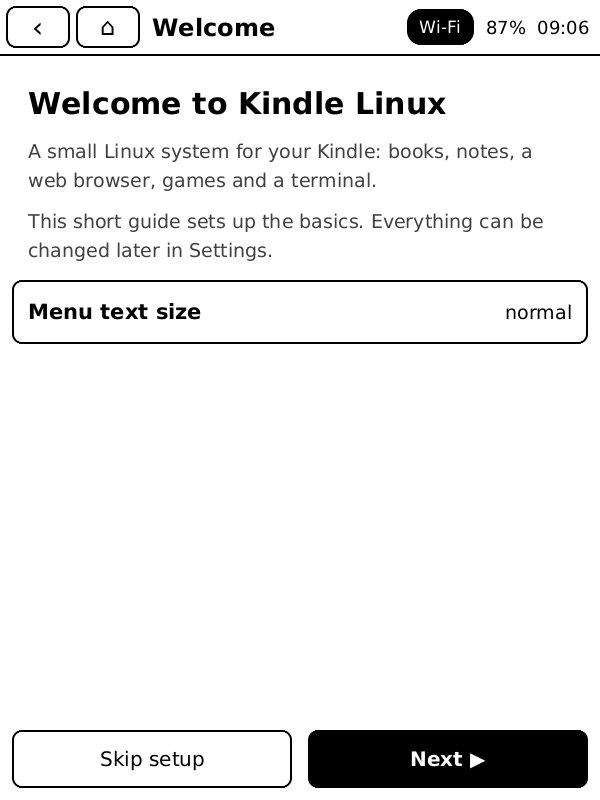 ‹ ⌂ Welcome Wi-Fi 87% 09:06
Welcome to Kindle Linux
A small Linux system for your Kindle: books, notes, a
web browser, games and a terminal.
This short guide sets up the basics. Everything can be
changed later in Settings.
Menu text size normal
Skip setup Next ▶